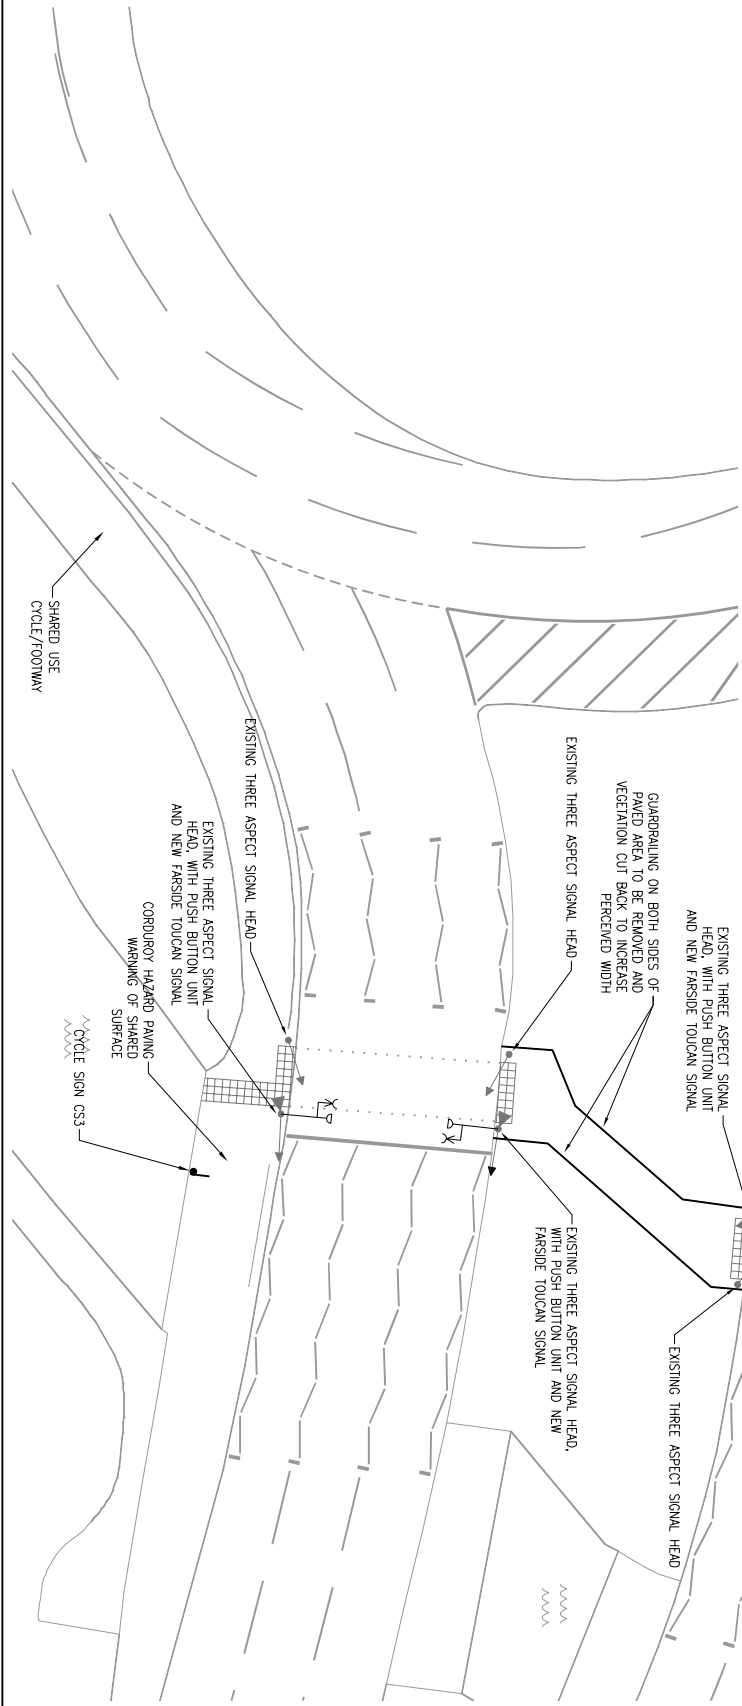 EXISTING THREE ASPECT SIGNAL
HEAD, WITH PUSH BUTTON UNIT
AND NEW FARSIDE TOUCAN SIGNAL
GUARDRAILING ON BOTH SIDES OF
PAVED AREA TO BE REMOVED AND
VEGETATION CUT BACK TO INCREASE
PERCEIVED WIDTH
EXISTING THREE ASPECT SIGNAL HEAD
EXISTING THREE ASPECT SIGNAL HEAD
EXISTING THREE ASPECT SIGNAL HEAD,
WITH PUSH BUTTON UNIT AND NEW
FARSIDE TOUCAN SIGNAL
EXISTING THREE ASPECT SIGNAL HEAD
EXISTING THREE ASPECT SIGNAL
HEAD, WITH PUSH BUTTON UNIT
AND NEW FARSIDE TOUCAN SIGNAL
CORDUROY HAZARD PAVING
WARNING OF SHARED
SURFACE
CYCLE SIGN CS3
SHARED USE
CYCLE/FOOTWAY